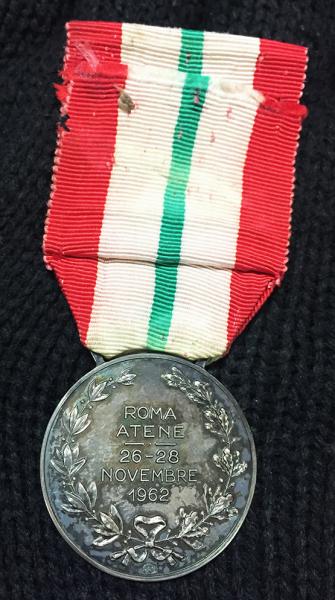 ROMA
ATENE
26-28
NOVEMBRE
1962